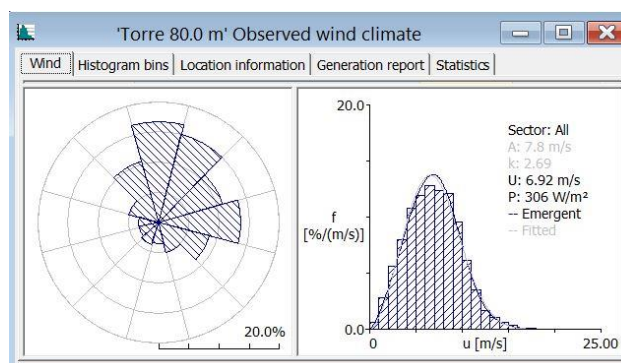 'Torre 80.0 m' Observed wind climate
Wind
Histogram bins
Location information
Generation report
Statistics
20.0%
20.0
f
[%/(m/s)]
0.0
0
u [m/s]
25.00
Sector: All
A: 7.8 m/s
k: 2.69
U: 6.92 m/s
P: 306 W/m²
-- Emergent
-- Fitted